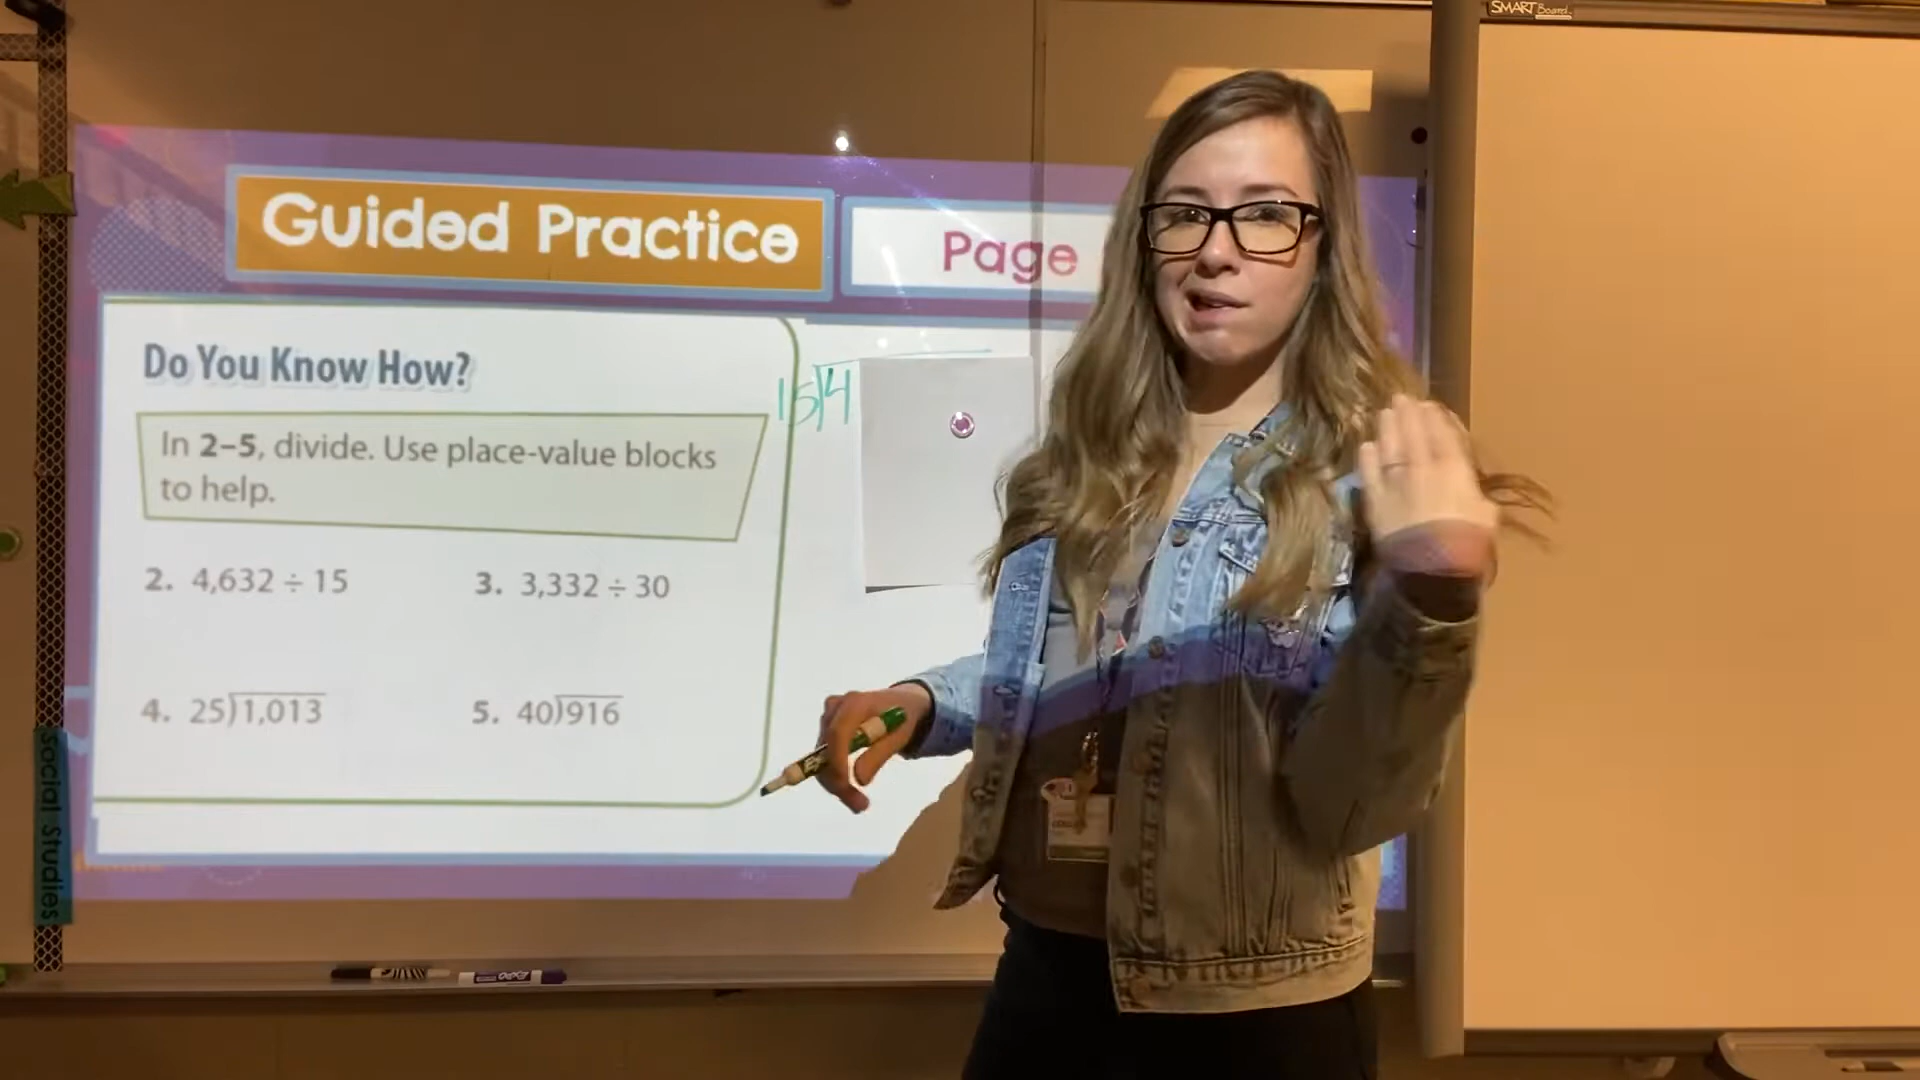 SMART Board
Guided Practice
Page
Do You Know How?
15)4
In 2–5, divide. Use place-value blocks
to help.
2. 4,632 ÷ 15
3. 3,332 ÷ 30
4. 25)1,013
5. 40)916
Social Studies
EXPO